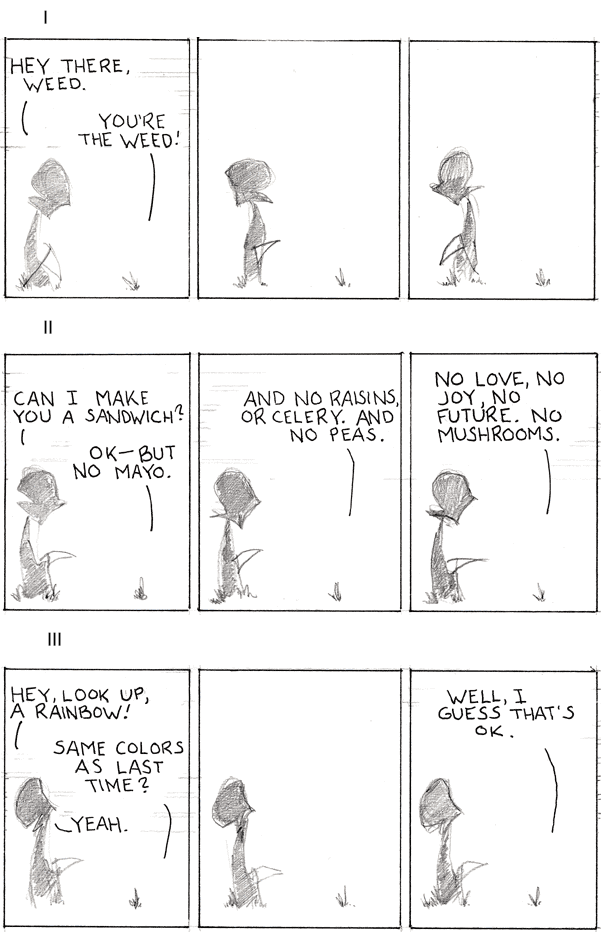 I
HEY THERE,
WEED.
YOU'RE
THE WEED!
II
CAN I MAKE
YOU A SANDWICH?
OK—BUT
NO MAYO.
AND NO RAISINS,
OR CELERY. AND
NO PEAS.
NO LOVE, NO
JOY, NO
FUTURE. NO
MUSHROOMS.
III
HEY, LOOK UP,
A RAINBOW!
SAME COLORS
AS LAST
TIME?
YEAH.
WELL, I
GUESS THAT'S
OK.